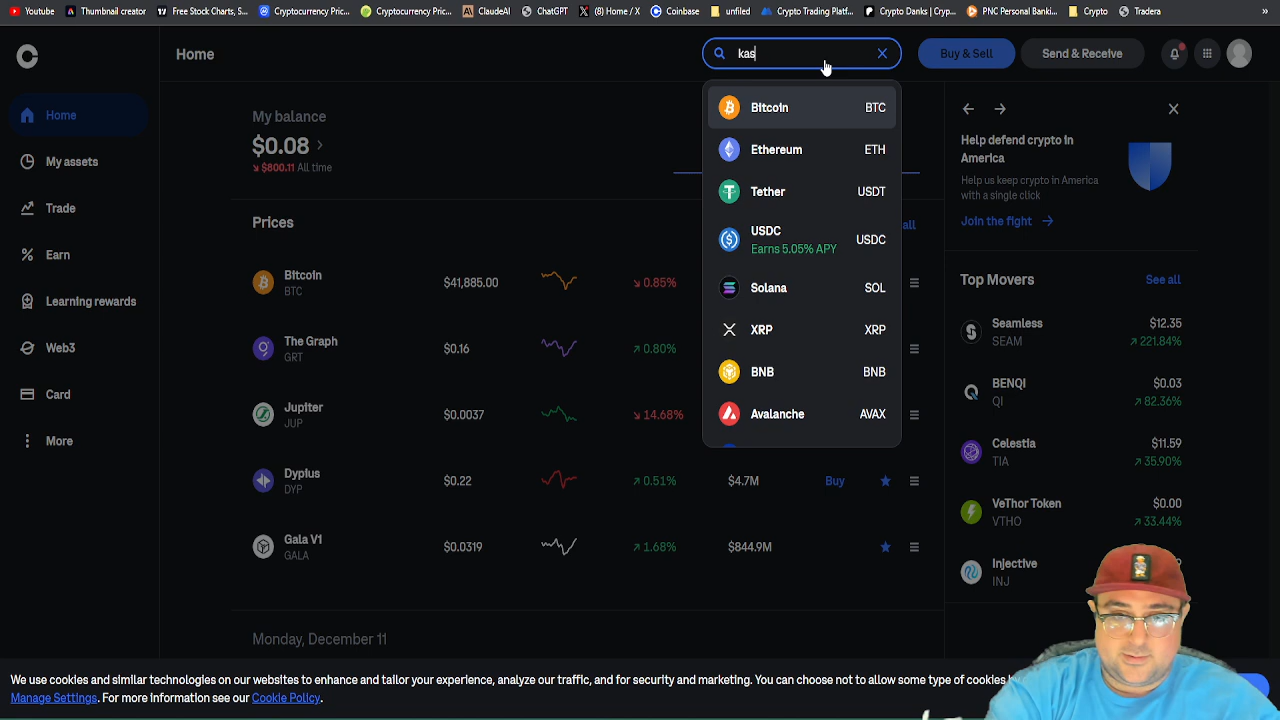 YouTube
Thumbnail creator
Free Stock Charts, S...
Cryptocurrency Pric...
Cryptocurrency Pric...
ClaudeAI
ChatGPT
(8) Home / X
Coinbase
unfiled
Crypto Trading Platf...
Crypto Danks | Cryp...
PNC Personal Banki...
Crypto
Tradera
»
Home
kas
Buy & Sell
Send & Receive
Home
My assets
Trade
Earn
Learning rewards
Web3
Card
More
My balance
$0.08 >
↘ $800.11 All time
Prices
all
Bitcoin
BTC
$41,885.00
↘ 0.85%
The Graph
GRT
$0.16
↗ 0.80%
Jupiter
JUP
$0.0037
↘ 14.68%
Dyplus
DYP
$0.22
↗ 0.51%
$4.7M
Buy
Gala V1
GALA
$0.0319
↗ 1.68%
$844.9M
Monday, December 11
Bitcoin BTC
Ethereum ETH
Tether USDT
USDC
Earns 5.05% APY
USDC
Solana SOL
XRP XRP
BNB BNB
Avalanche AVAX
Help defend crypto in
America
Help us keep crypto in America
with a single click
Join the fight →
Top Movers
See all
Seamless $12.35
SEAM ↗ 221.84%
BENQI $0.03
QI ↗ 82.36%
Celestia $11.59
TIA ↗ 35.90%
VeThor Token $0.00
VTHO ↗ 33.44%
Injective
INJ
We use cookies and similar technologies on our websites to enhance and tailor your experience, analyze our traffic, and for security and marketing. You can choose not to allow some type of cookies
Manage Settings. For more information see our Cookie Policy.